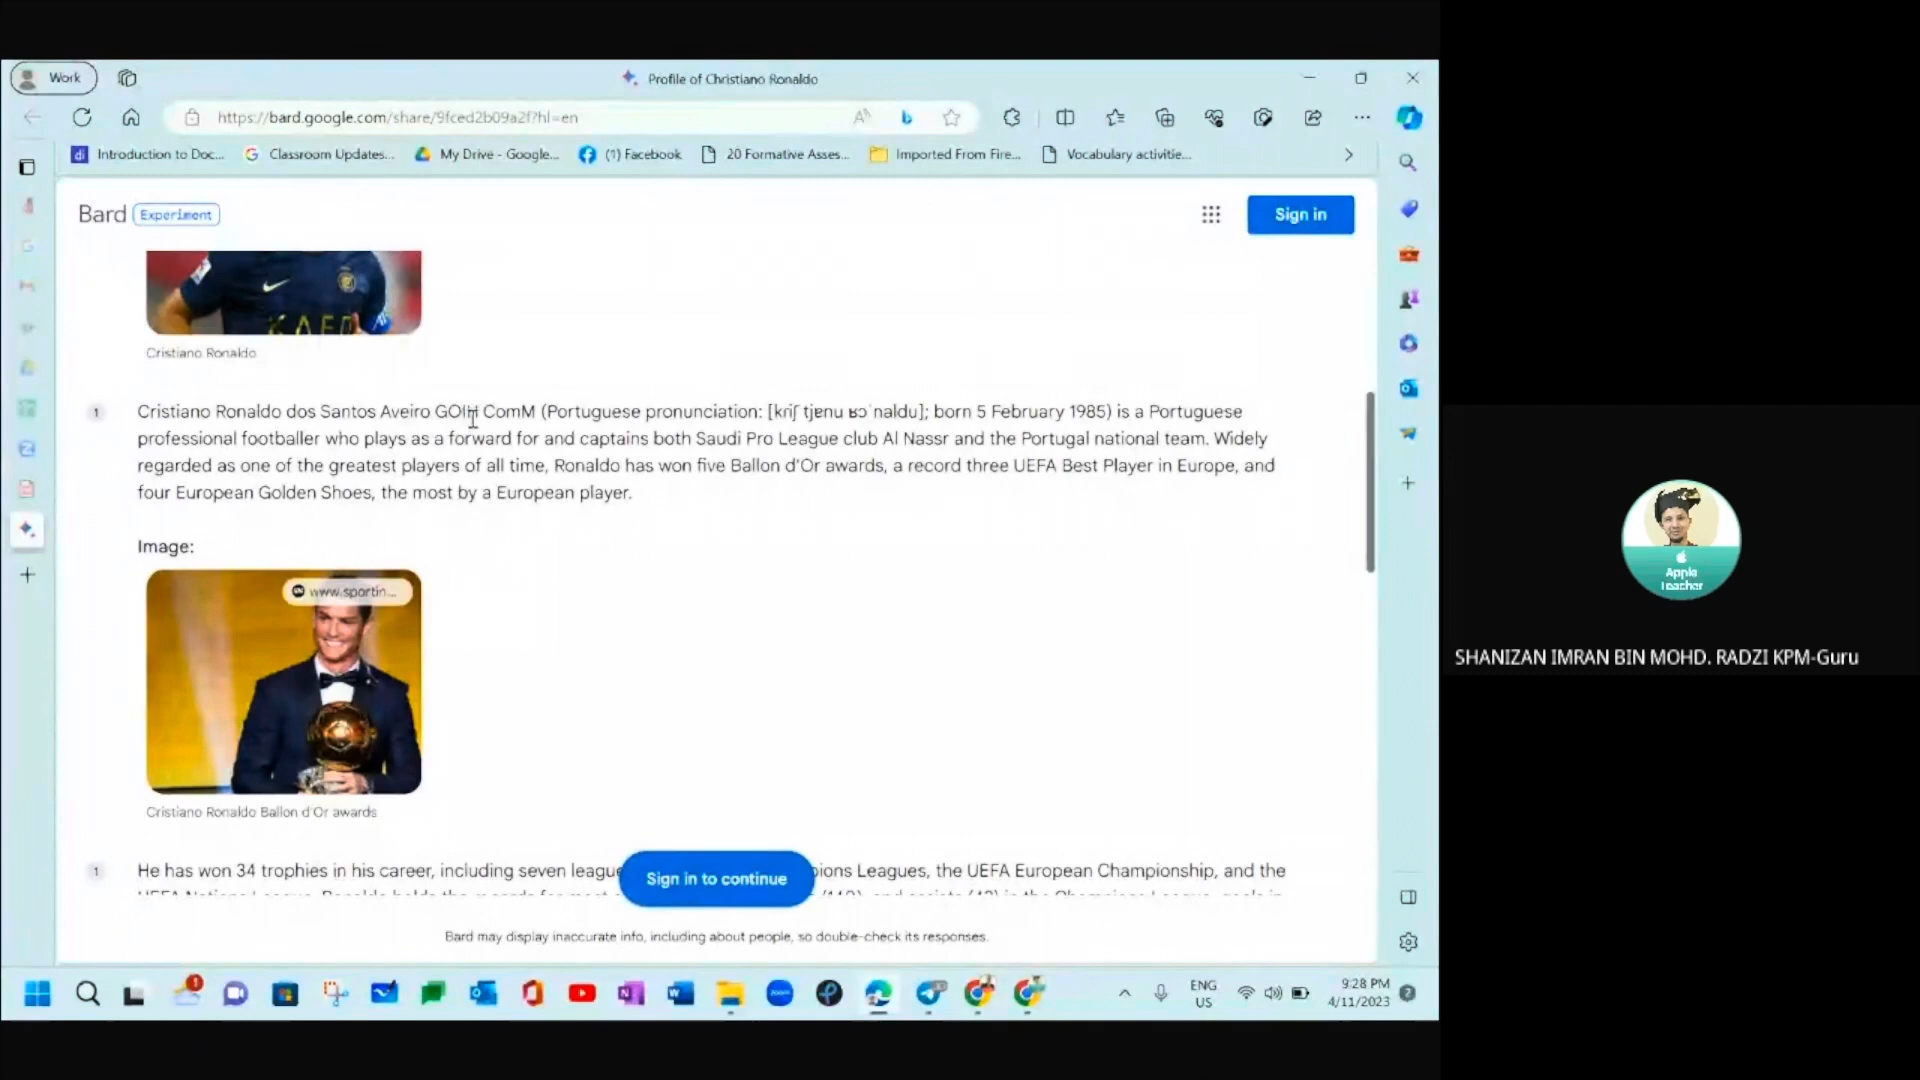 Work
Profile of Christiano Ronaldo
https://bard.google.com/share/9fced2b09a2f?hl=en
Introduction to Doc... Classroom Updates... My Drive - Google... (1) Facebook 20 Formative Asses... Imported From Fire... Vocabulary activitie...
Bard Experiment
Sign in
Cristiano Ronaldo
1 Cristiano Ronaldo dos Santos Aveiro GOIH ComM (Portuguese pronunciation: [kɾiʃˈtjɐnu ʁɔˈnaldu]; born 5 February 1985) is a Portuguese
professional footballer who plays as a forward for and captains both Saudi Pro League club Al Nassr and the Portugal national team. Widely
regarded as one of the greatest players of all time, Ronaldo has won five Ballon d'Or awards, a record three UEFA Best Player in Europe, and
four European Golden Shoes, the most by a European player.
Image:
www.sportin...
Cristiano Ronaldo Ballon d'Or awards
1 He has won 34 trophies in his career, including seven league Leagues, the UEFA European Championship, and the
Sign in to continue
Bard may display inaccurate info, including about people, so double-check its responses.
ENG
US
9:28 PM
4/11/2023
Apple
Teacher
SHANIZAN IMRAN BIN MOHD. RADZI KPM-Guru